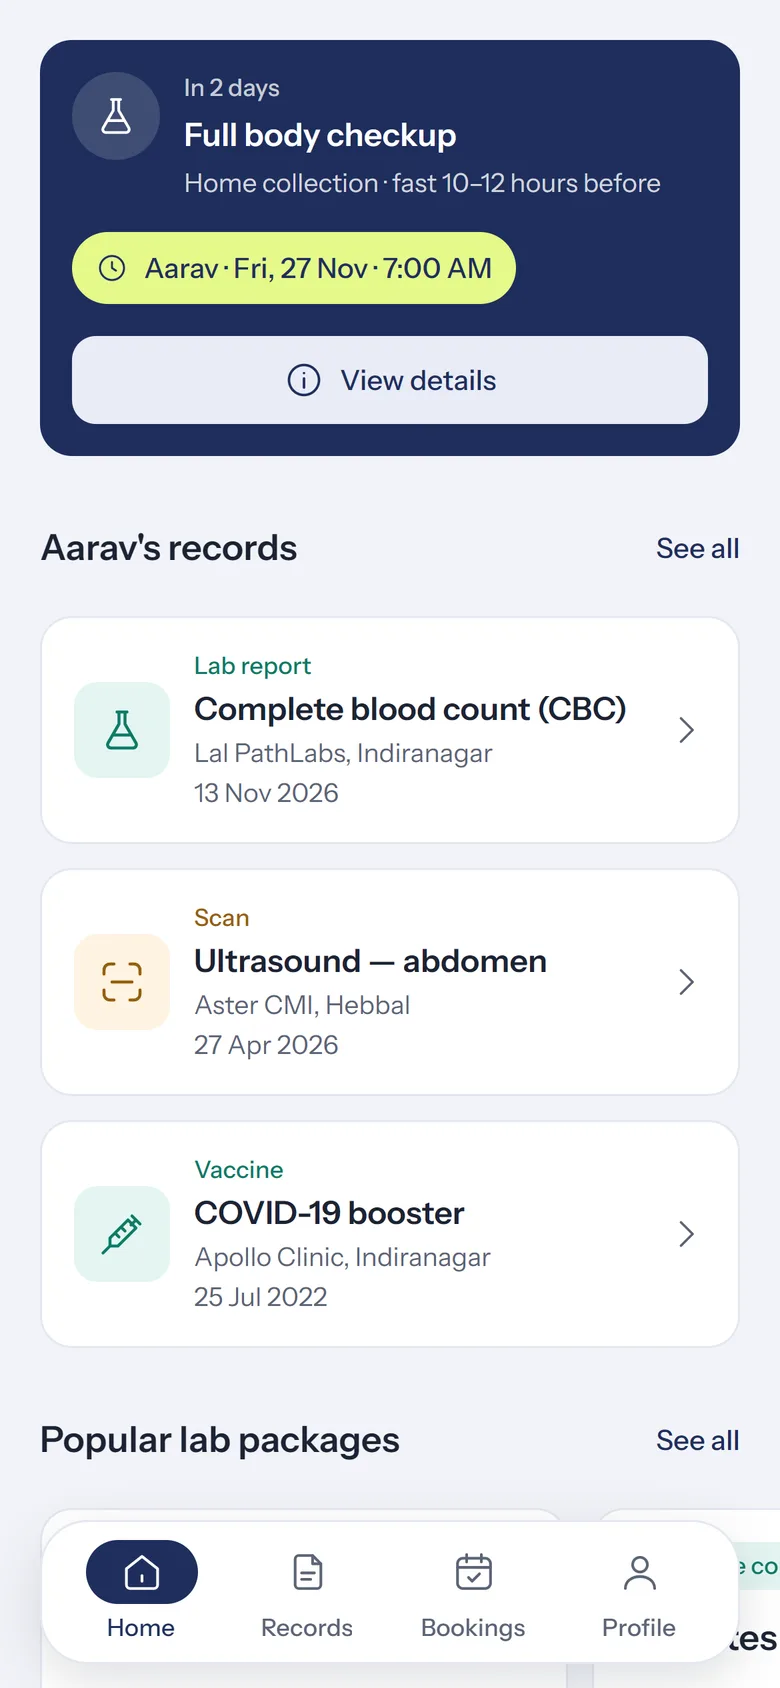 In 2 days
Full body checkup
Home collection · fast 10–12 hours before
Aarav · Fri, 27 Nov · 7:00 AM
View details
Aarav's records
See all
Lab report
Complete blood count (CBC)
Lal PathLabs, Indiranagar
13 Nov 2026
Scan
Ultrasound — abdomen
Aster CMI, Hebbal
27 Apr 2026
Vaccine
COVID-19 booster
Apollo Clinic, Indiranagar
25 Jul 2022
Popular lab packages
See all
Home
Records
Bookings
Profile